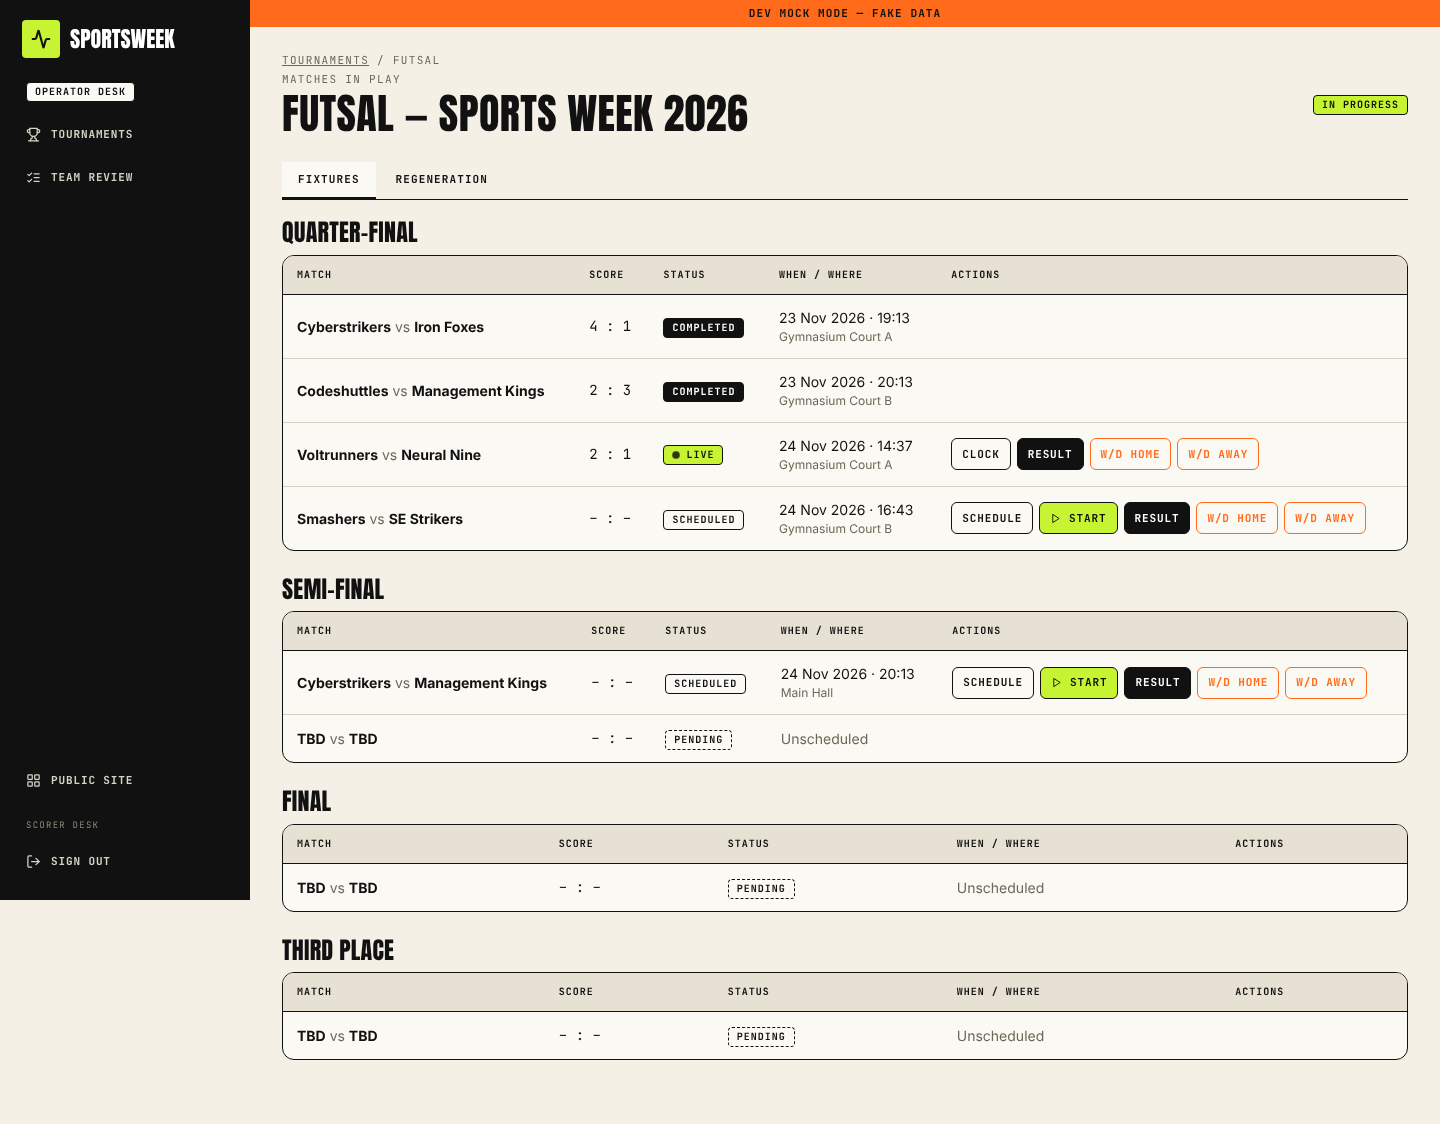 DEV MOCK MODE — FAKE DATA
SPORTSWEEK
OPERATOR DESK
TOURNAMENTS
TEAM REVIEW
PUBLIC SITE
SCORER DESK
SIGN OUT
TOURNAMENTS / FUTSAL
MATCHES IN PLAY
FUTSAL — SPORTS WEEK 2026
IN PROGRESS
FIXTURES REGENERATION
QUARTER-FINAL
MATCH SCORE STATUS WHEN / WHERE ACTIONS
Cyberstrikers vs Iron Foxes 4 : 1 COMPLETED 23 Nov 2026 · 19:13
Gymnasium Court A
Codeshuttles vs Management Kings 2 : 3 COMPLETED 23 Nov 2026 · 20:13
Gymnasium Court B
Voltrunners vs Neural Nine 2 : 1 LIVE 24 Nov 2026 · 14:37 CLOCK RESULT W/D HOME W/D AWAY
Gymnasium Court A
Smashers vs SE Strikers – : – SCHEDULED 24 Nov 2026 · 16:43 SCHEDULE START RESULT W/D HOME W/D AWAY
Gymnasium Court B
SEMI-FINAL
MATCH SCORE STATUS WHEN / WHERE ACTIONS
Cyberstrikers vs Management Kings – : – SCHEDULED 24 Nov 2026 · 20:13 SCHEDULE START RESULT W/D HOME W/D AWAY
Main Hall
TBD vs TBD – : – PENDING Unscheduled
FINAL
MATCH SCORE STATUS WHEN / WHERE ACTIONS
TBD vs TBD – : – PENDING Unscheduled
THIRD PLACE
MATCH SCORE STATUS WHEN / WHERE ACTIONS
TBD vs TBD – : – PENDING Unscheduled